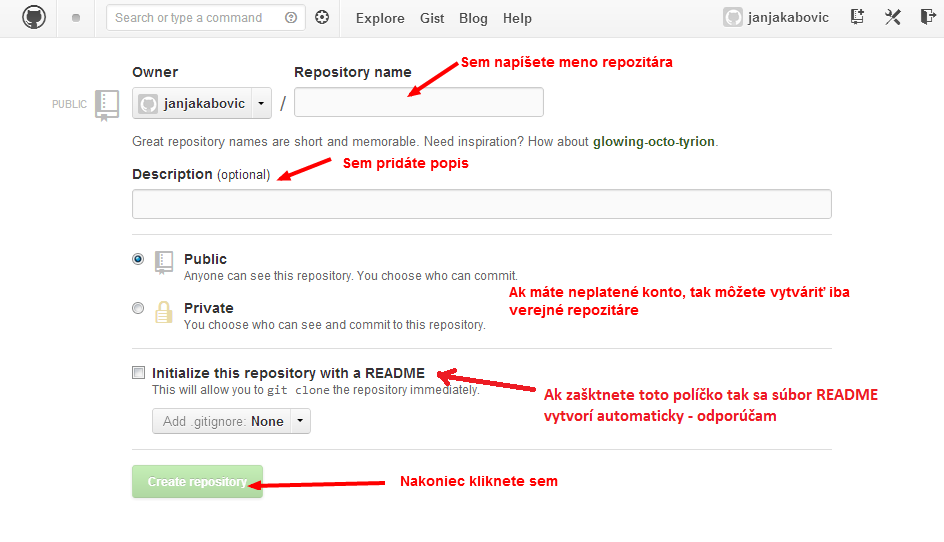 Search or type a command
Explore Gist Blog Help
janjakabovic
Owner
Repository name
Sem napíšete meno repozitára
PUBLIC
janjakabovic
/
Great repository names are short and memorable. Need inspiration? How about glowing-octo-tyrion.
Sem pridáte popis
Description (optional)
Public
Anyone can see this repository. You choose who can commit.
Ak máte neplatené konto, tak môžete vytváriť iba
verejné repozitáre
Private
You choose who can see and commit to this repository.
Initialize this repository with a README
This will allow you to git clone the repository immediately.
Ak zašktnete toto políčko tak sa súbor README
vytvorí automaticky - odporúčam
Add .gitignore: None
Create repository
Nakoniec kliknete sem